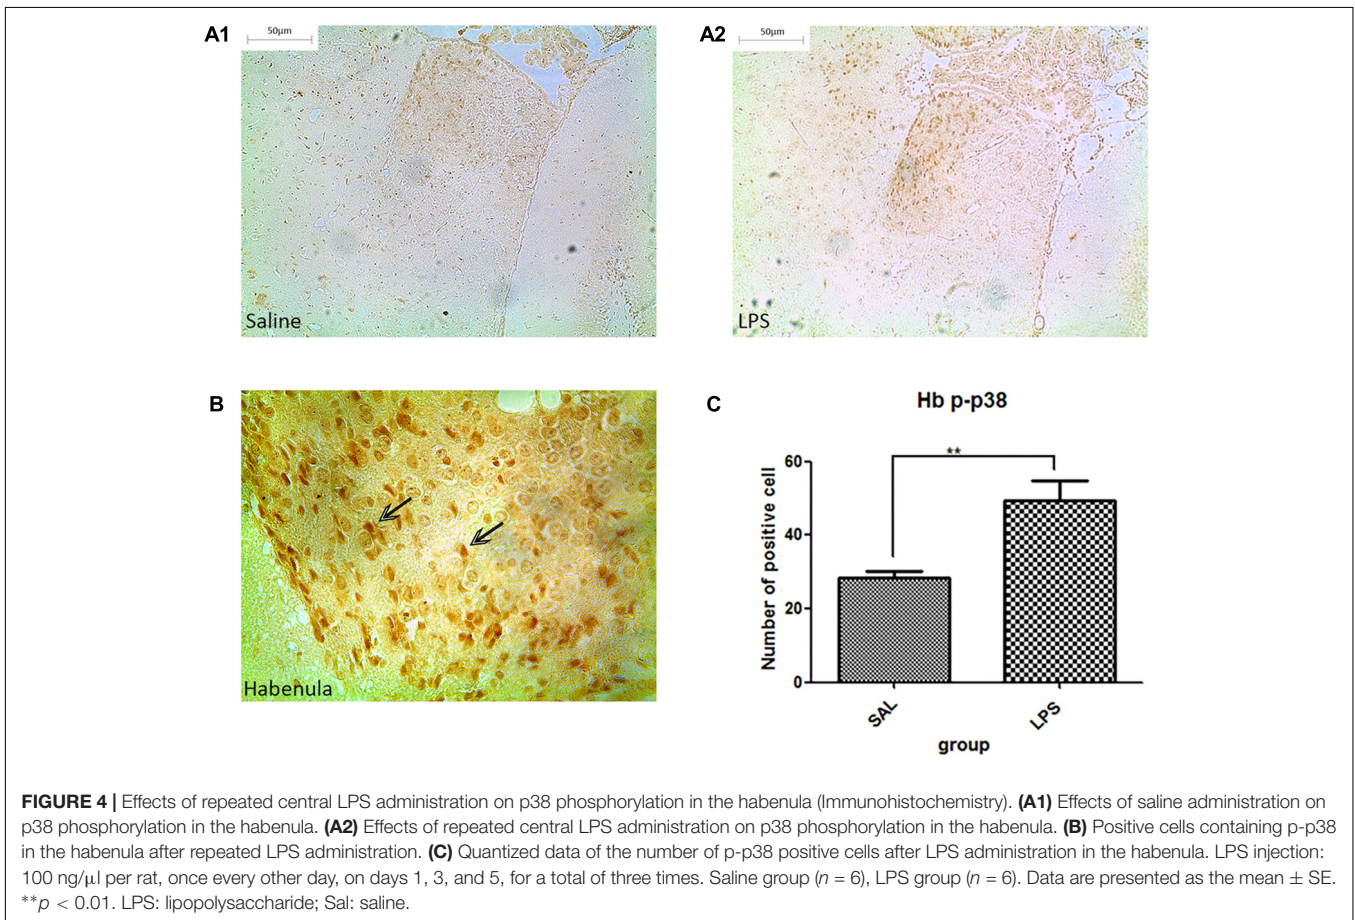 A1
50µm
Saline
A2
50µm
LPS
B
Habenula
C
Hb p-p38
**
Number of positive cell
60
40
20
0
SAL
LPS
group
FIGURE 4 | Effects of repeated central LPS administration on p38 phosphorylation in the habenula (Immunohistochemistry). (A1) Effects of saline administration on
p38 phosphorylation in the habenula. (A2) Effects of repeated central LPS administration on p38 phosphorylation in the habenula. (B) Positive cells containing p-p38
in the habenula after repeated LPS administration. (C) Quantized data of the number of p-p38 positive cells after LPS administration in the habenula. LPS injection:
100 ng/µl per rat, once every other day, on days 1, 3, and 5, for a total of three times. Saline group (n = 6), LPS group (n = 6). Data are presented as the mean ± SE.
**p < 0.01. LPS: lipopolysaccharide; Sal: saline.